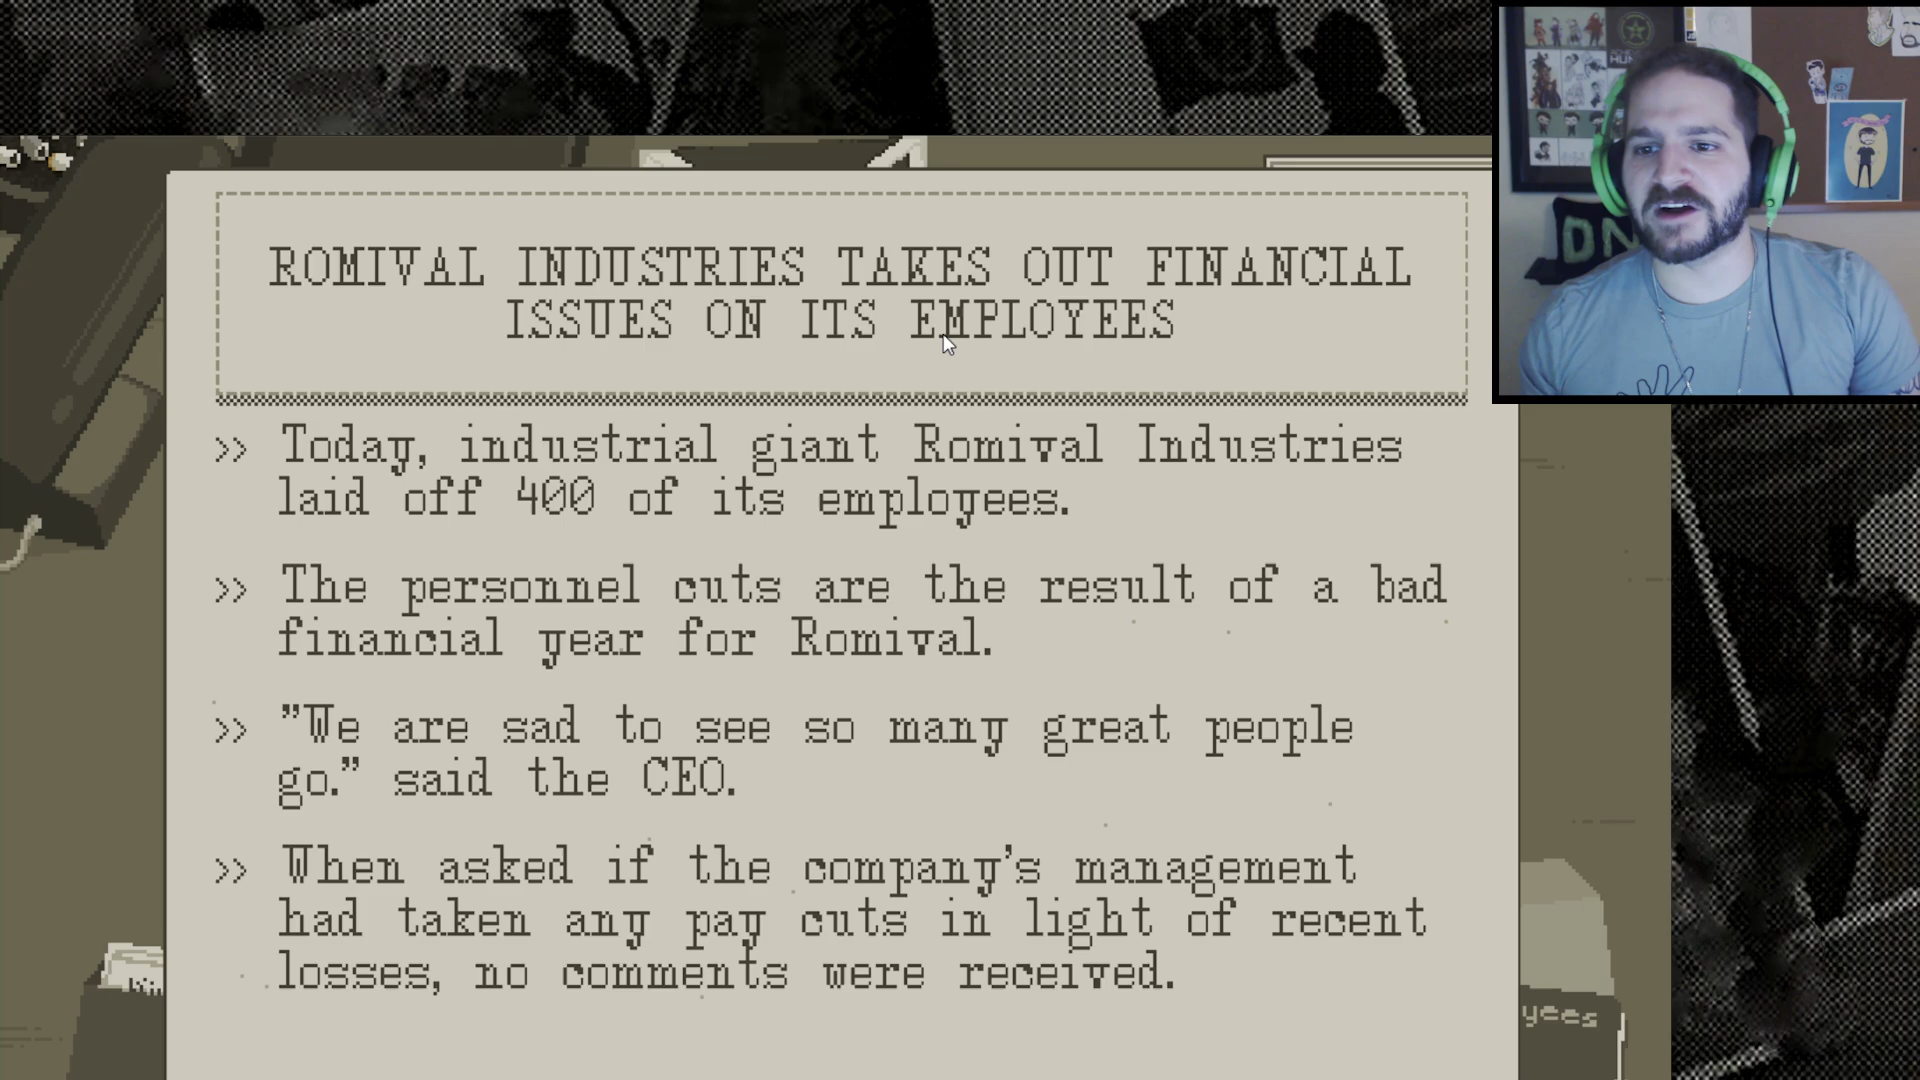 ROMIVAL INDUSTRIES TAKES OUT FINANCIAL
ISSUES ON ITS EMPLOYEES
>> Today, industrial giant Romival Industries
laid off 400 of its employees.
>> The personnel cuts are the result of a bad
financial year for Romival.
>> "We are sad to see so many great people
go." said the CEO.
>> When asked if the company's management
had taken any pay cuts in light of recent
losses, no comments were received.
yees
DN